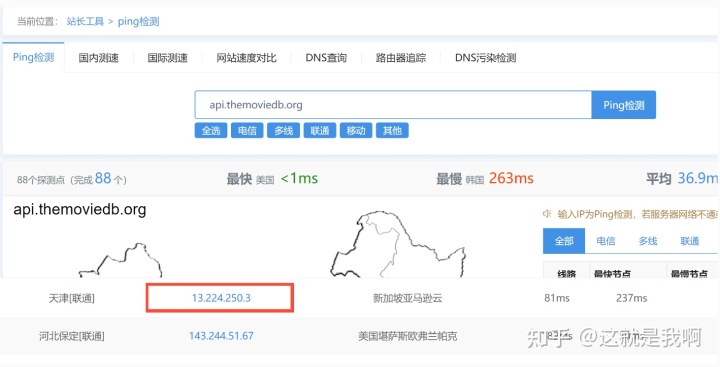 当前位置： 站长工具 > ping检测
Ping检测 国内测速 国际测速 网站速度对比 DNS查询 路由器追踪 DNS污染检测
api.themoviedb.org Ping检测
全选 电信 多线 联通 移动 其他
88个探测点（完成 88 个） 最快 美国 <1ms 最慢 韩国 263ms 平均 36.9m
api.themoviedb.org
输入IP为Ping检测，若服务器网络不通
全部 电信 多线 联通
线路 最快节点 最慢节点
天津[联通] 13.224.250.3 新加坡亚马逊云 81ms 237ms
河北保定[联通] 143.244.51.67 美国堪萨斯欧弗兰帕克
知乎 @这就是我啊